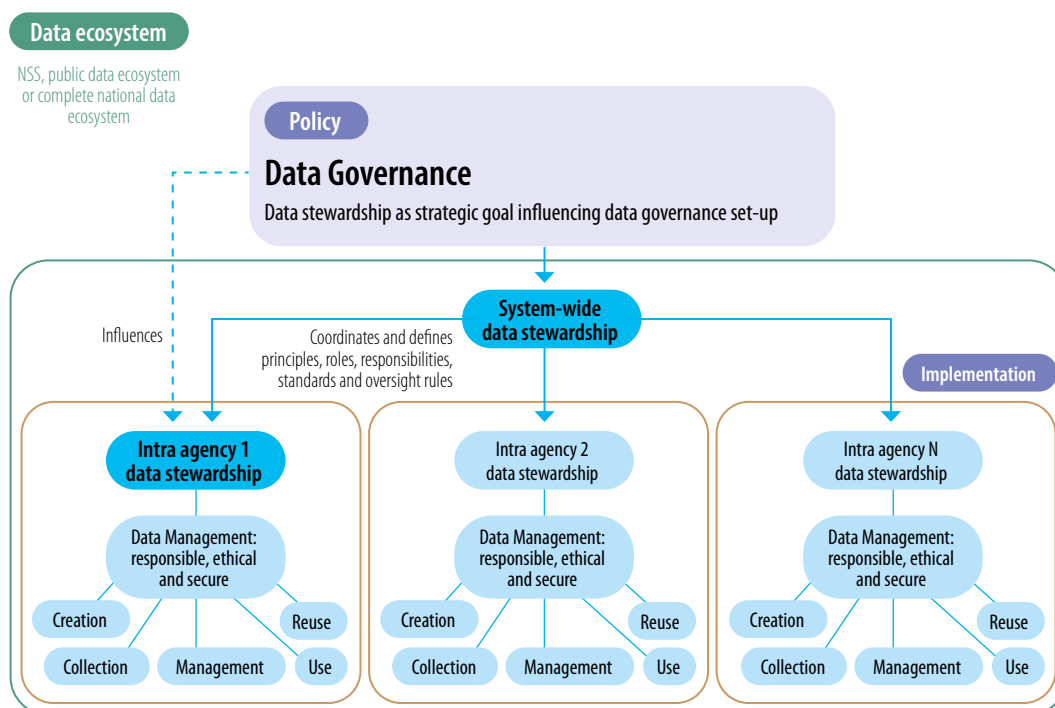 Data ecosystem
NSS, public data ecosystem
or complete national data
ecosystem
Policy
Data Governance
Data stewardship as strategic goal influencing data governance set-up
System-wide
data stewardship
Influences
Coordinates and defines
principles, roles, responsibilities,
standards and oversight rules
Implementation
Intra agency 1
data stewardship
Data Management:
responsible, ethical
and secure
Creation
Reuse
Collection
Management
Use
Intra agency 2
data stewardship
Data Management:
responsible, ethical
and secure
Creation
Reuse
Collection
Management
Use
Intra agency N
data stewardship
Data Management:
responsible, ethical
and secure
Creation
Reuse
Collection
Management
Use